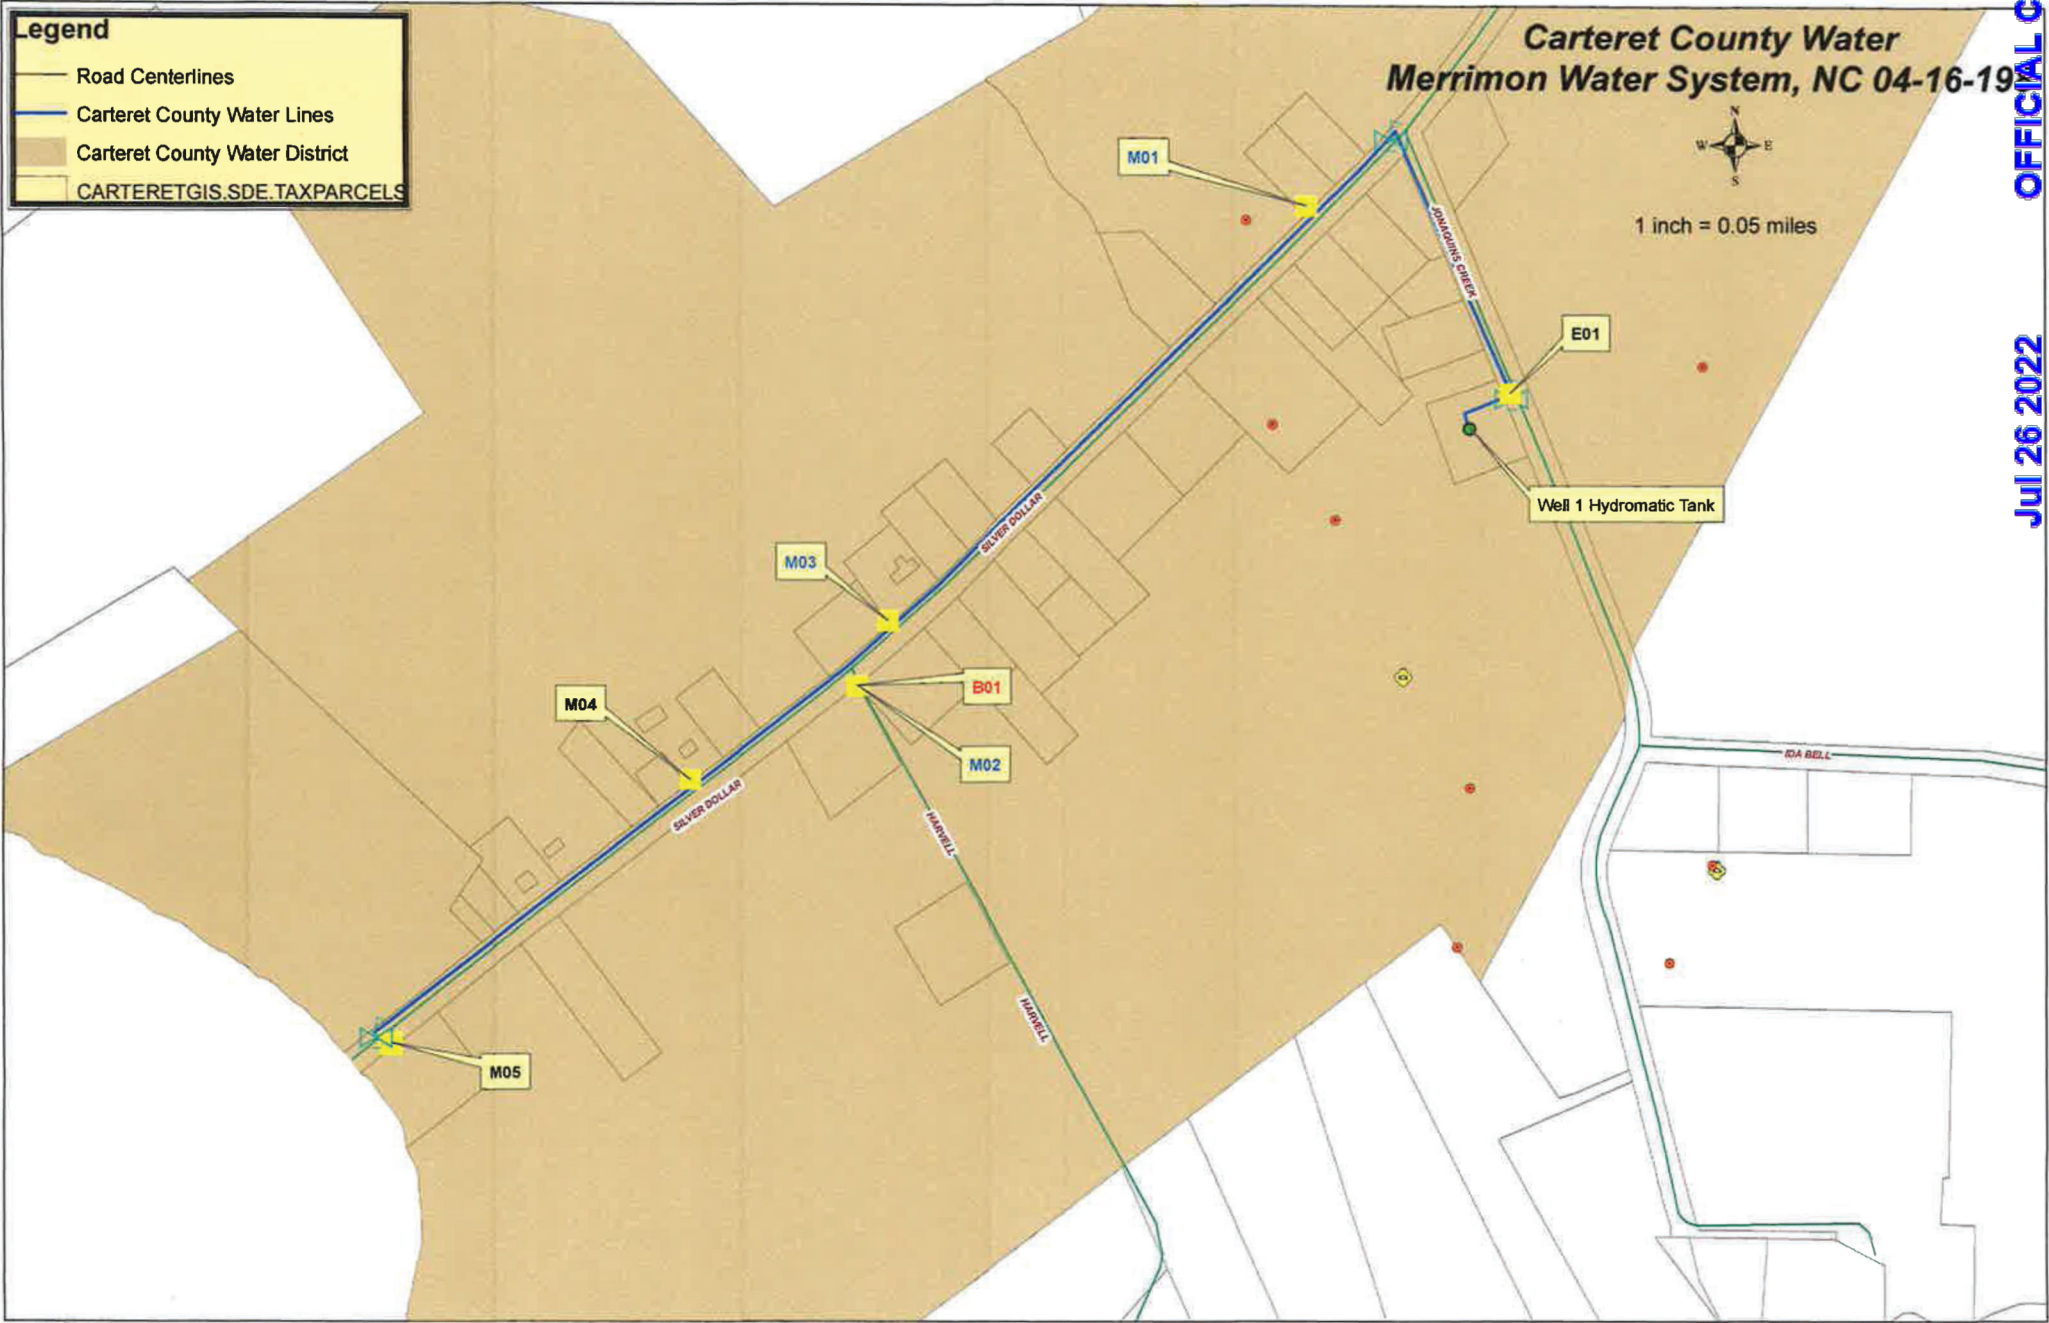 Legend
Road Centerlines
Carteret County Water Lines
Carteret County Water District
CARTERETGIS.SDE.TAXPARCELS
Carteret County Water
Merrimon Water System, NC 04-16-19
N
W E
S
1 inch = 0.05 miles
OFFICIAL C
Jul 26 2022
M01
JONAQUINS CREEK
E01
Well 1 Hydromatic Tank
SILVER DOLLAR
M03
B01
M04
M02
IDA BELL
SILVER DOLLAR
HARVELL
HARVELL
M05